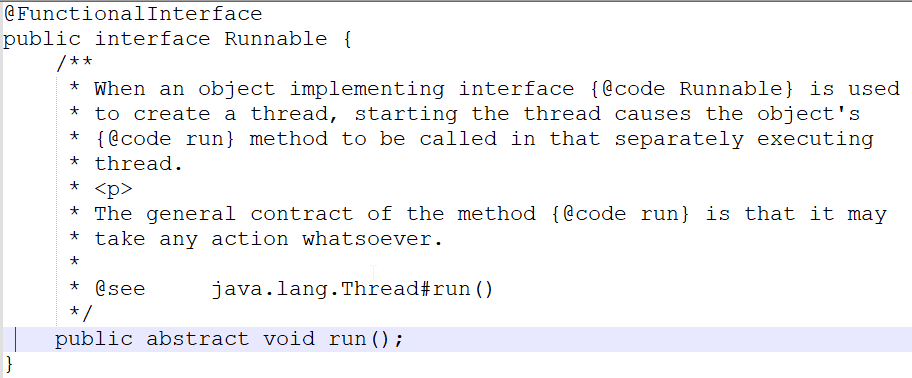 @FunctionalInterface
public interface Runnable {
/**
* When an object implementing interface {@code Runnable} is used
* to create a thread, starting the thread causes the object's
* {@code run} method to be called in that separately executing
* thread.
* <p>
* The general contract of the method {@code run} is that it may
* take any action whatsoever.
*
* @see     java.lang.Thread#run()
*/
public abstract void run();
}